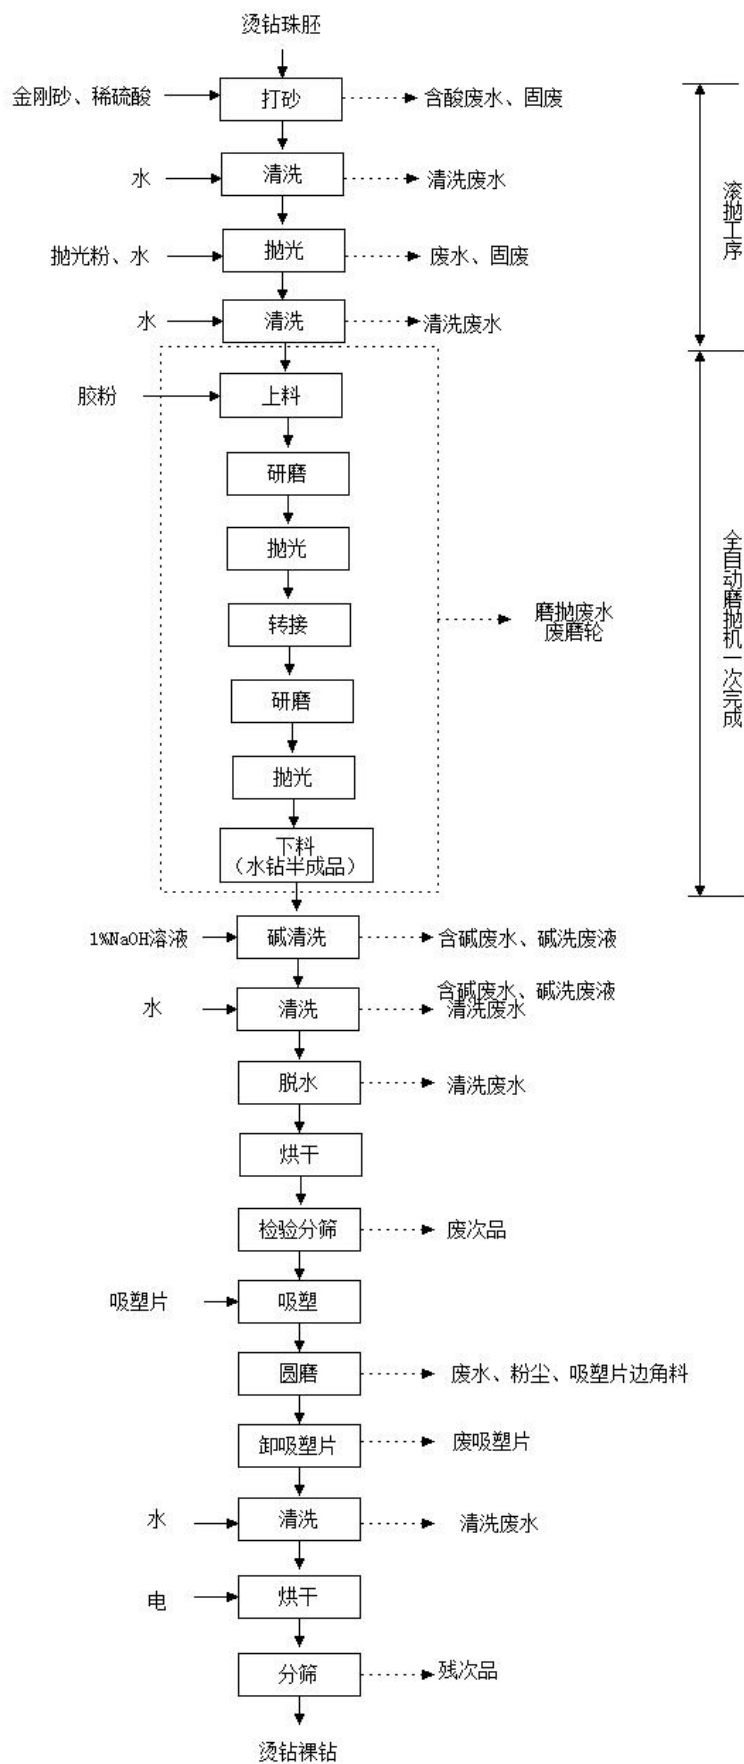 烫钻珠胚
金刚砂、稀硫酸
打砂
含酸废水、固废
水
清洗
清洗废水
抛光粉、水
抛光
废水、固废
水
清洗
清洗废水
滚抛工序
胶粉
上料
研磨
抛光
转接
研磨
抛光
下料
（水钻半成品）
磨抛废水
废磨轮
全自动磨抛机一次完成
1%NaOH溶液
碱清洗
含碱废水、碱洗废液
水
清洗
含碱废水、碱洗废液
清洗废水
脱水
清洗废水
烘干
检验分筛
废次品
吸塑片
吸塑
圆磨
废水、粉尘、吸塑片边角料
卸吸塑片
废吸塑片
水
清洗
清洗废水
电
烘干
分筛
残次品
烫钻裸钻